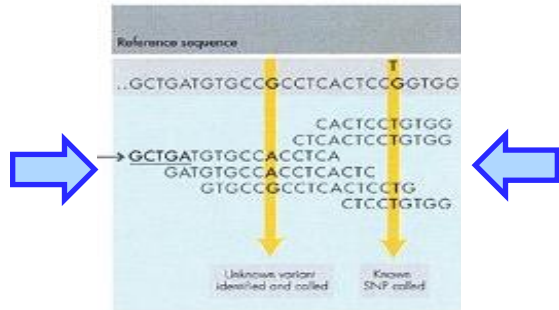 Reference sequence
T
..GCTGATGTGCCGCCTCACTCCGGTGG
CACTCCTGTGG
CTCACTCCTGTGG
GCTGATGTGCCACCTCA
GATGTGCCACCTCACTC
GTGCCGCCTCACTCCTG
CTCCTGTGG
Unknown variant
identified and called
Known
SNP called